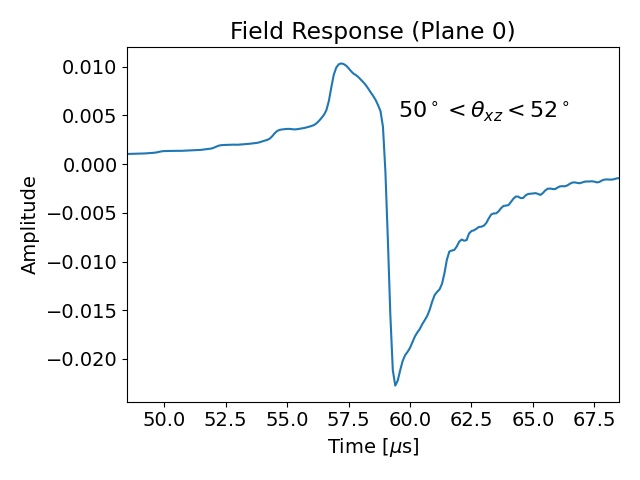 Field Response (Plane 0)
0.010
0.005
0.000
−0.005
−0.010
−0.015
−0.020
Amplitude
50° < θxz < 52°
50.0 52.5 55.0 57.5 60.0 62.5 65.0 67.5
Time [μs]